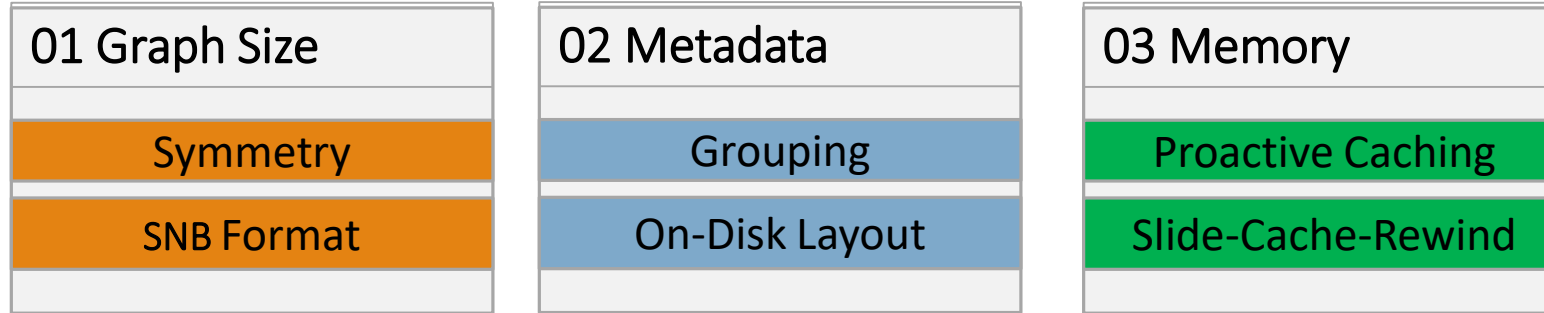 01 Graph Size
Symmetry
SNB Format
02 Metadata
Grouping
On-Disk Layout
03 Memory
Proactive Caching
Slide-Cache-Rewind